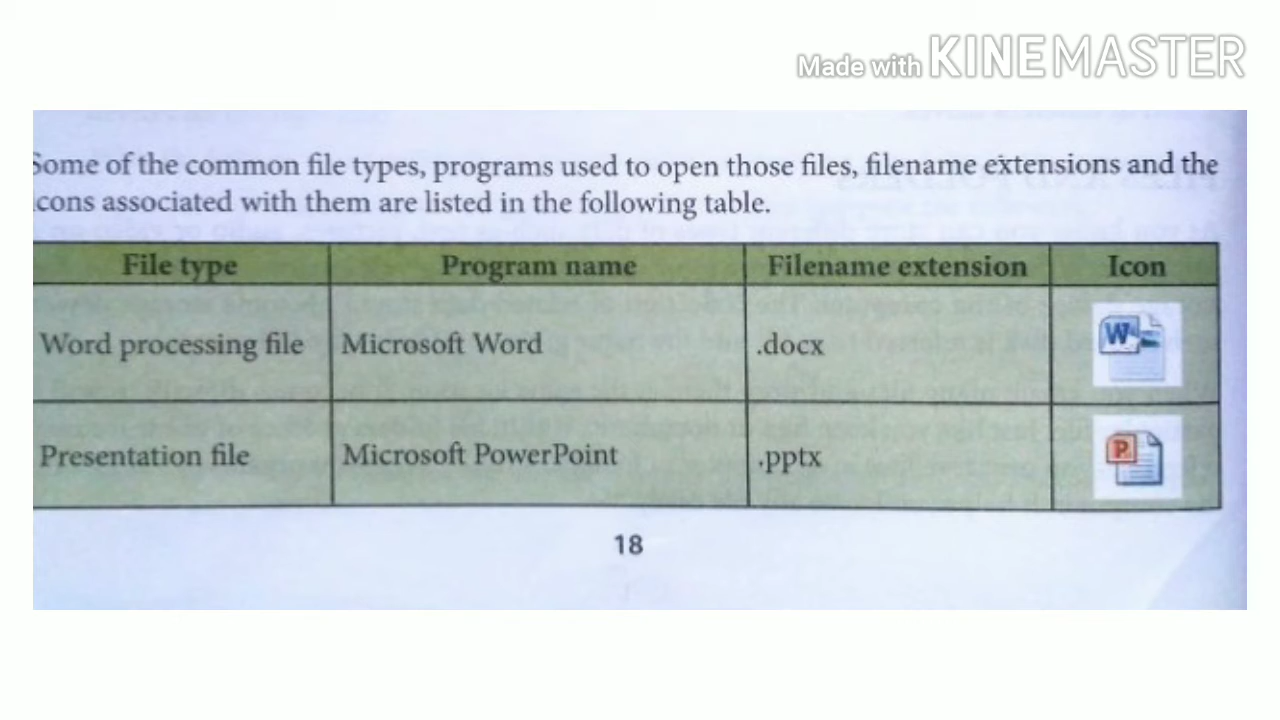 Made with KINEMASTER
Some of the common file types, programs used to open those files, filename extensions and the
icons associated with them are listed in the following table.
File type Program name Filename extension Icon
Word processing file Microsoft Word .docx W
Presentation file Microsoft PowerPoint .pptx P
18